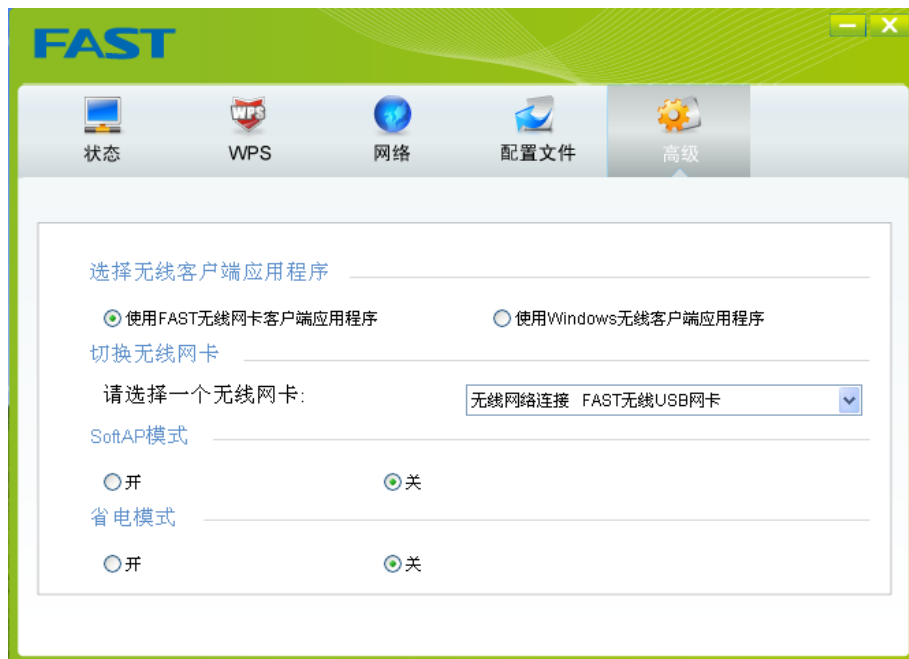 FAST
WPS
状态 WPS 网络 配置文件 高级
选择无线客户端应用程序
使用FAST无线网卡客户端应用程序 使用Windows无线客户端应用程序
切换无线网卡
请选择一个无线网卡: 无线网络连接 FAST无线USB网卡
SoftAP模式
开 关
省电模式
开 关